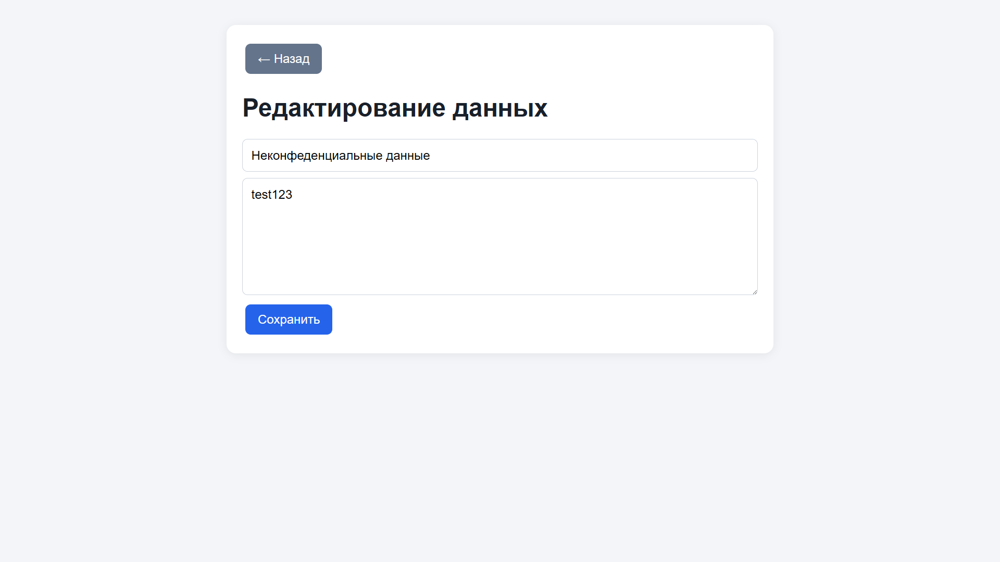 ← Назад
Редактирование данных
Неконфеденциальные данные
test123
Сохранить